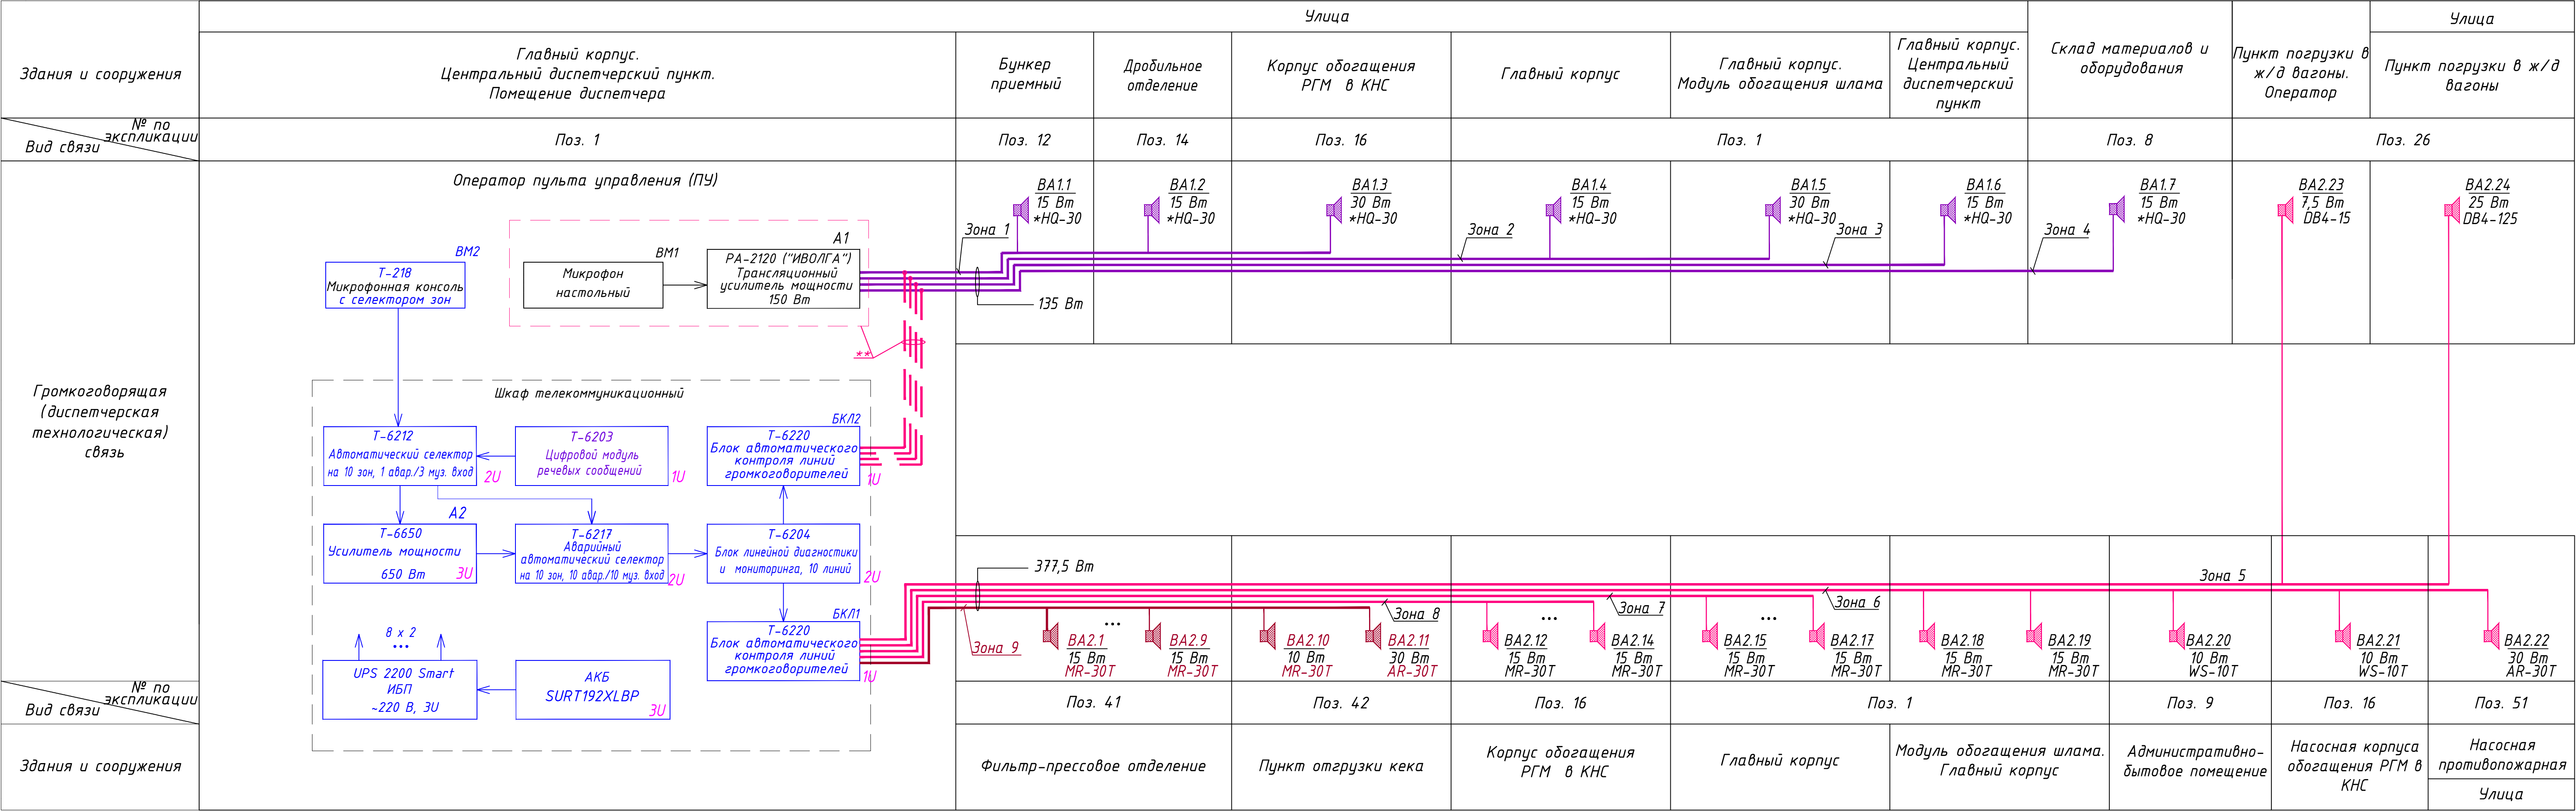 Улица
Улица
Здания и сооружения
Главный корпус.
Центральный диспетчерский пункт.
Помещение диспетчера
Бункер
приемный
Дробильное
отделение
Корпус обогащения
РГМ в КНС
Главный корпус
Главный корпус.
Модуль обогащения шлама
Главный корпус.
Центральный
диспетчерский
пункт
Склад материалов и
оборудования
Пункт погрузки в
ж/д вагоны.
Оператор
Пункт погрузки в ж/д
вагоны
№ по
экспликации
Вид связи
Поз. 1
Поз. 12
Поз. 14
Поз. 16
Поз. 1
Поз. 8
Поз. 26
Оператор пульта управления (ПУ)
BA1.1
15 Вт
*HQ-30
BA1.2
15 Вт
*HQ-30
BA1.3
30 Вт
*HQ-30
BA1.4
15 Вт
*HQ-30
BA1.5
30 Вт
*HQ-30
BA1.6
15 Вт
*HQ-30
BA1.7
15 Вт
*HQ-30
BA2.23
7,5 Вт
DB4-15
BA2.24
25 Вт
DB4-125
Зона 1
Зона 2
Зона 3
Зона 4
135 Вт
BM2
T-218
Микрофонная консоль
с селектором зон
BM1
Микрофон
настольный
A1
PA-2120 ("ИВОЛГА")
Трансляционный
усилитель мощности
150 Вт
**
Громкоговорящая
(диспетчерская
технологическая)
связь
Шкаф телекоммуникационный
T-6212
Автоматический селектор
на 10 зон, 1 авар./3 муз. вход
2U
T-6203
Цифровой модуль
речевых сообщений
1U
БКЛ2
T-6220
Блок автоматического
контроля линий
громкоговорителей
1U
A2
T-6650
Усилитель мощности
650 Вт
3U
T-6217
Аварийный
автоматический селектор
на 10 зон, 10 авар./10 муз. вход
2U
T-6204
Блок линейной диагностики
и мониторинга, 10 линий
2U
БКЛ1
T-6220
Блок автоматического
контроля линий
громкоговорителей
1U
8 x 2
...
UPS 2200 Smart
ИБП
~220 В, 3U
АКБ
SURT192XLBP
3U
377,5 Вт
Зона 5
Зона 6
Зона 7
Зона 8
Зона 9
BA2.1
15 Вт
MR-30T
...
BA2.9
15 Вт
MR-30T
BA2.10
10 Вт
MR-30T
BA2.11
30 Вт
AR-30T
BA2.12
15 Вт
MR-30T
...
BA2.14
15 Вт
MR-30T
BA2.15
15 Вт
MR-30T
...
BA2.17
15 Вт
MR-30T
BA2.18
15 Вт
MR-30T
BA2.19
15 Вт
MR-30T
BA2.20
10 Вт
WS-10T
BA2.21
10 Вт
WS-10T
BA2.22
30 Вт
AR-30T
№ по
экспликации
Вид связи
Поз. 41
Поз. 42
Поз. 16
Поз. 1
Поз. 9
Поз. 16
Поз. 51
Здания и сооружения
Фильтр-прессовое отделение
Пункт отгрузки кека
Корпус обогащения
РГМ в КНС
Главный корпус
Модуль обогащения шлама.
Главный корпус
Административно-
бытовое помещение
Насосная корпуса
обогащения РГМ в
КНС
Насосная
противопожарная
Улица